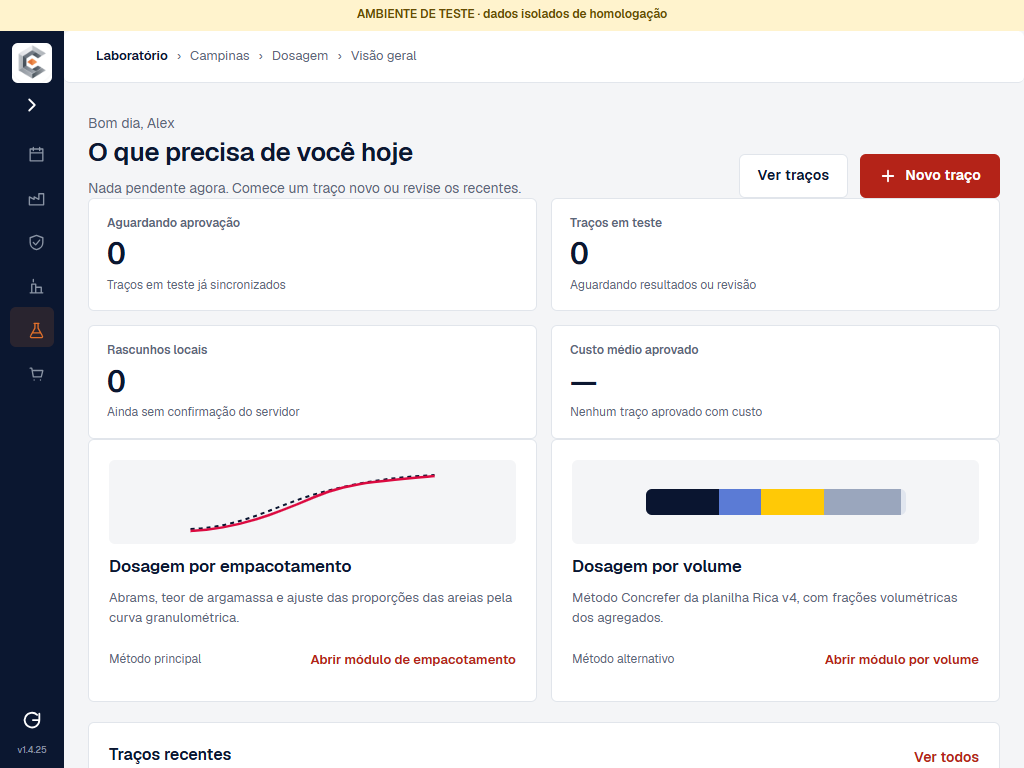 AMBIENTE DE TESTE · dados isolados de homologação
Laboratório › Campinas › Dosagem › Visão geral
Bom dia, Alex
O que precisa de você hoje
Nada pendente agora. Comece um traço novo ou revise os recentes.
Ver traços
+ Novo traço
Aguardando aprovação
0
Traços em teste já sincronizados
Traços em teste
0
Aguardando resultados ou revisão
Rascunhos locais
0
Ainda sem confirmação do servidor
Custo médio aprovado
—
Nenhum traço aprovado com custo
Dosagem por empacotamento
Abrams, teor de argamassa e ajuste das proporções das areias pela
curva granulométrica.
Método principal
Abrir módulo de empacotamento
Dosagem por volume
Método Concrefer da planilha Rica v4, com frações volumétricas
dos agregados.
Método alternativo
Abrir módulo por volume
Traços recentes
Ver todos
v1.4.25